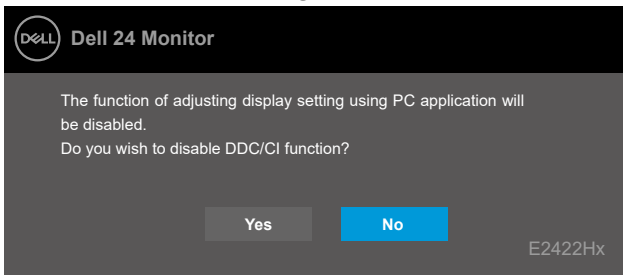 DELL Dell 24 Monitor
The function of adjusting display setting using PC application will
be disabled.
Do you wish to disable DDC/CI function?
Yes No
E2422Hx